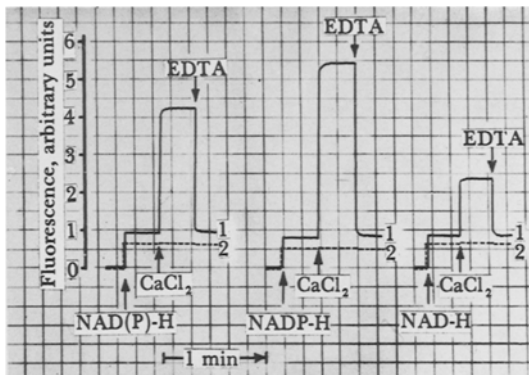 Fluorescence, arbitrary units
6
5
4
3
2
1
0
EDTA
EDTA
EDTA
1
2
1
2
1
2
CaCl₂
CaCl₂
CaCl₂
NAD(P)-H
NADP-H
NAD-H
1 min